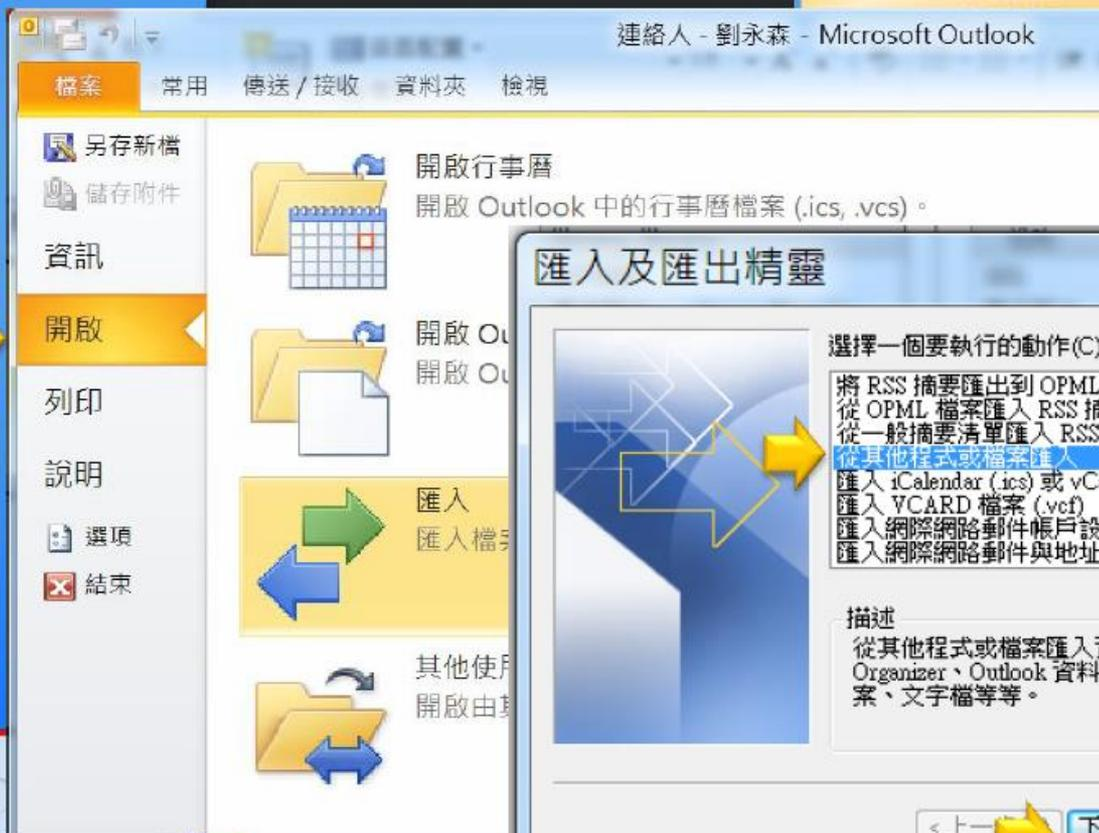 連絡人 - 劉永森 - Microsoft Outlook
檔案 常用 傳送 / 接收 資料夾 檢視
另存新檔
儲存附件
資訊
開啟
列印
說明
選項
結束
開啟行事曆
開啟 Outlook 中的行事曆檔案 (.ics, .vcs)。
開啟
開啟
匯入
匯入檔
其他使
開啟由
匯入及匯出精靈
選擇一個要執行的動作(C)
將 RSS 摘要匯出到 OPML
從 OPML 檔案匯入 RSS
從一般摘要清單匯入 RSS
從其他程式或檔案匯入
匯入 iCalendar (.ics) 或
匯入 VCARD 檔案 (.vcf)
匯入網際網路郵件帳戶設
匯入網際網路郵件與地址
描述
從其他程式或檔案匯入
Organizer、Outlook 資料
案、文字檔等等。
< 上一
下